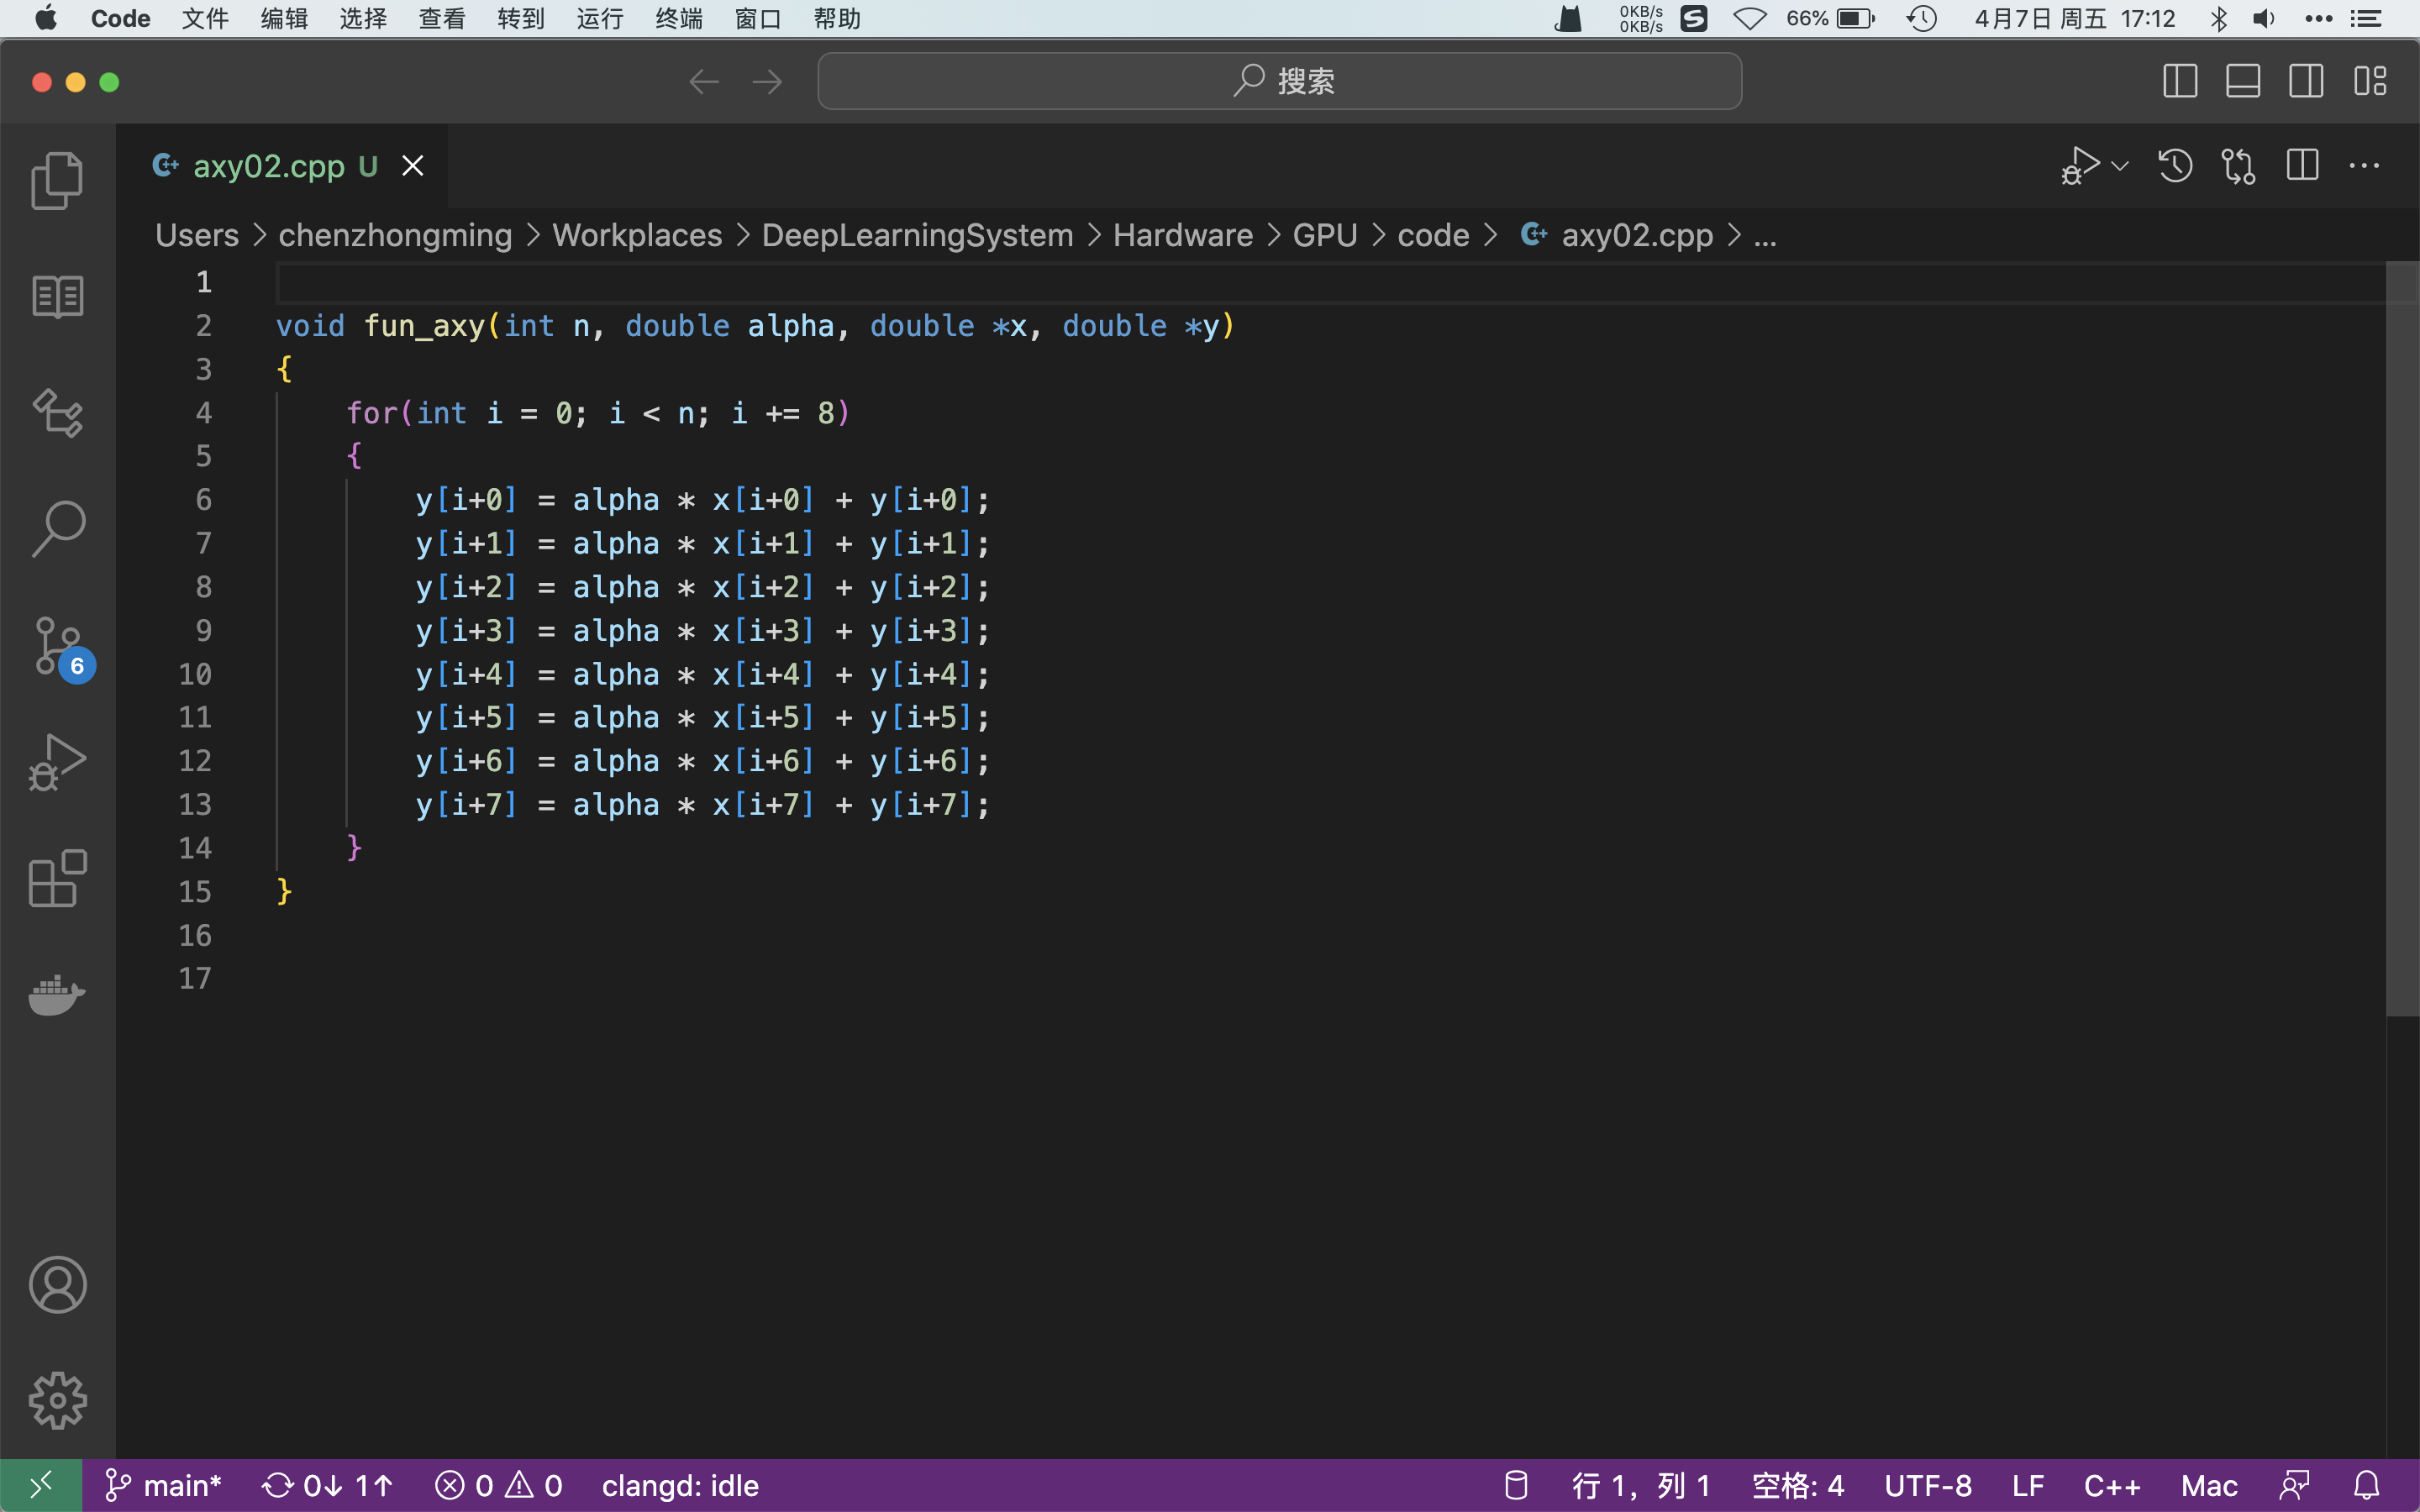 Code 文件 编辑 选择 查看 转到 运行 终端 窗口 帮助 0KB/s 0KB/s 66% 4月7日 周五 17:12
搜索
axy02.cpp U
Users > chenzhongming > Workplaces > DeepLearningSystem > Hardware > GPU > code > axy02.cpp > ...
1
2 void fun_axy(int n, double alpha, double *x, double *y)
3 {
4 for(int i = 0; i < n; i += 8)
5 {
6 y[i+0] = alpha * x[i+0] + y[i+0];
7 y[i+1] = alpha * x[i+1] + y[i+1];
8 y[i+2] = alpha * x[i+2] + y[i+2];
9 y[i+3] = alpha * x[i+3] + y[i+3];
10 y[i+4] = alpha * x[i+4] + y[i+4];
11 y[i+5] = alpha * x[i+5] + y[i+5];
12 y[i+6] = alpha * x[i+6] + y[i+6];
13 y[i+7] = alpha * x[i+7] + y[i+7];
14 }
15 }
16
17
6
main* 0↓ 1↑ 0 0 clangd: idle 行 1，列 1 空格: 4 UTF-8 LF C++ Mac